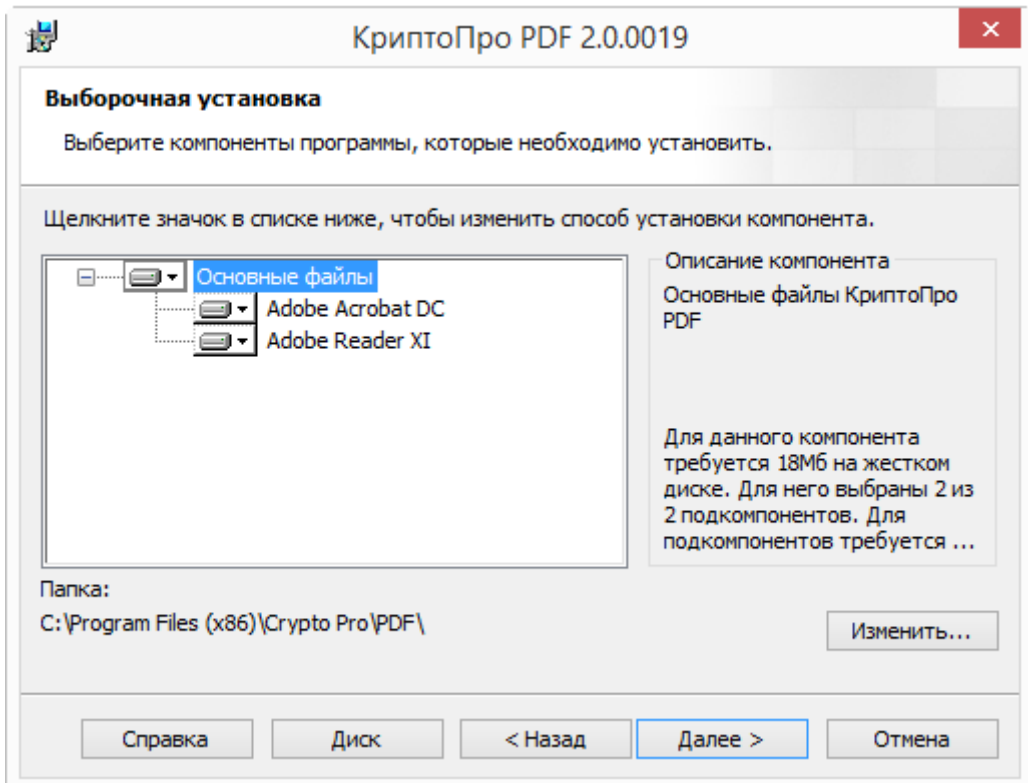 КриптоПро PDF 2.0.0019
Выборочная установка
Выберите компоненты программы, которые необходимо установить.
Щелкните значок в списке ниже, чтобы изменить способ установки компонента.
Основные файлы
Adobe Acrobat DC
Adobe Reader XI
Описание компонента
Основные файлы КриптоПро
PDF
Для данного компонента
требуется 18Мб на жестком
диске. Для него выбраны 2 из
2 подкомпонентов. Для
подкомпонентов требуется ...
Папка:
C:\Program Files (x86)\Crypto Pro\PDF\
Изменить...
Справка
Диск
< Назад
Далее >
Отмена